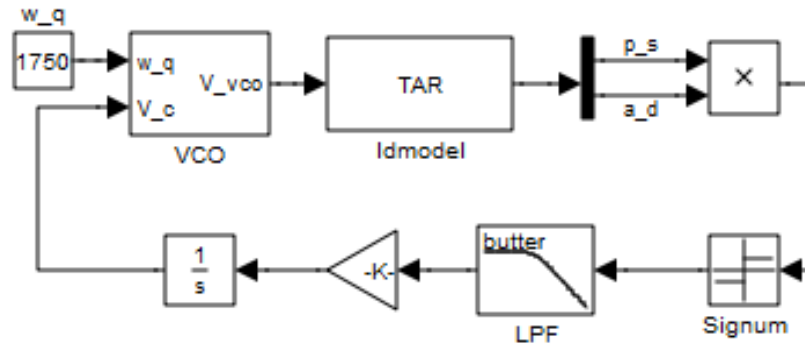 w_q
1750
w_q
V_c
V_vco
VCO
TAR
Idmodel
p_s
a_d
×
1
s
-K-
butter
LPF
Signum